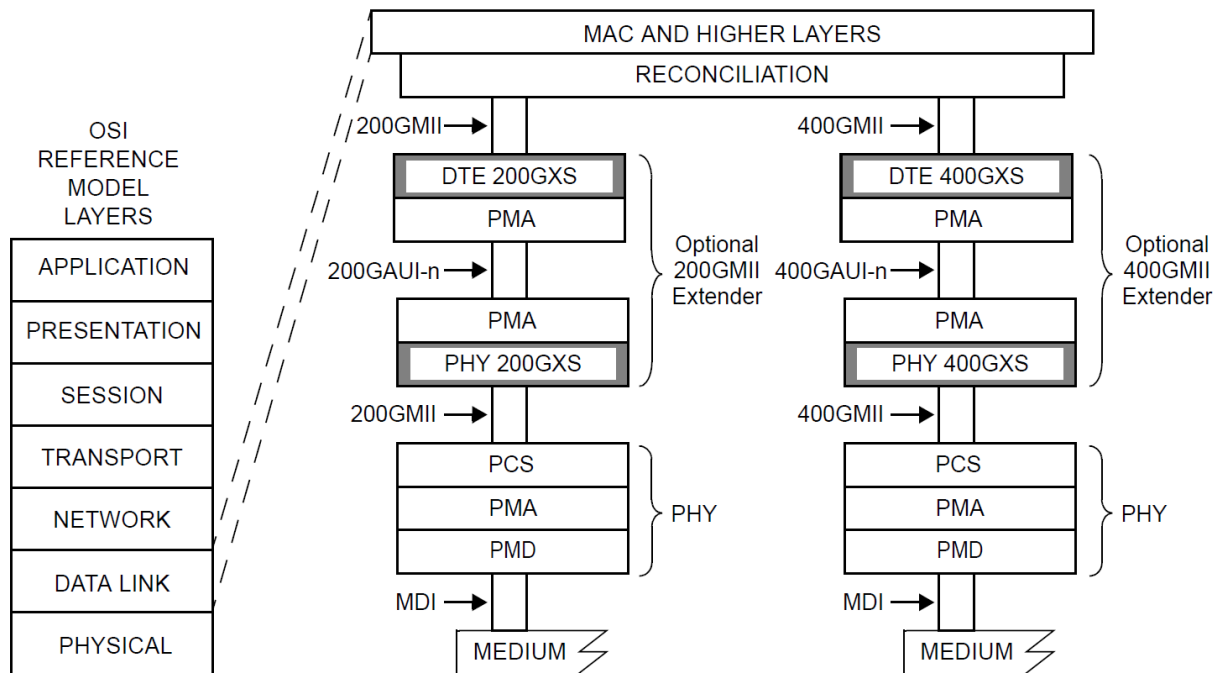 MAC AND HIGHER LAYERS
RECONCILIATION
OSI
REFERENCE
MODEL
LAYERS
APPLICATION
PRESENTATION
SESSION
TRANSPORT
NETWORK
DATA LINK
PHYSICAL
200GMII
DTE 200GXS
PMA
200GAUI-n
PMA
PHY 200GXS
Optional
200GMII
Extender
200GMII
PCS
PMA
PMD
PHY
MDI
MEDIUM
400GMII
DTE 400GXS
PMA
400GAUI-n
PMA
PHY 400GXS
Optional
400GMII
Extender
400GMII
PCS
PMA
PMD
PHY
MDI
MEDIUM